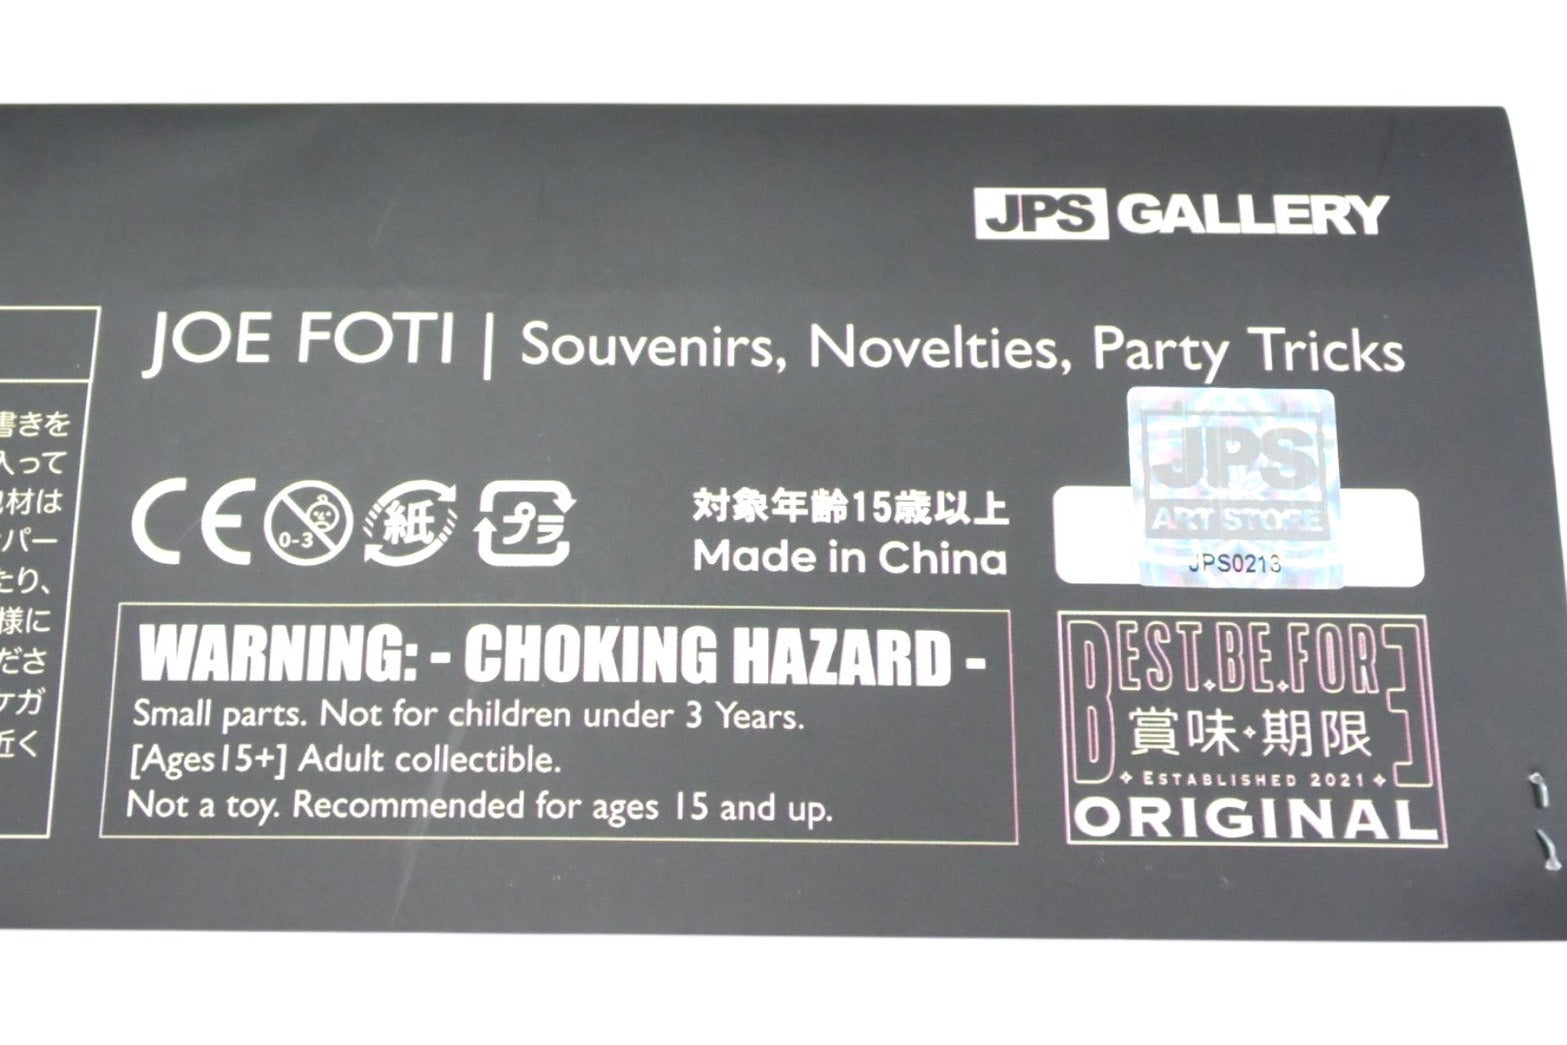 JPS GALLERY
JOE FOTI | Souvenirs, Novelties, Party Tricks
書きを
入って
材は
パー
たり、
様に
ださ
ケガ
近く
CE
0-3
紙
プラ
対象年齢15歳以上
Made in China
JPS
ART STORE
JPS0213
WARNING: - CHOKING HAZARD -
Small parts. Not for children under 3 Years.
[Ages15+] Adult collectible.
Not a toy. Recommended for ages 15 and up.
BEST.BE.FORE
賞味・期限
ESTABLISHED 2021
ORIGINAL